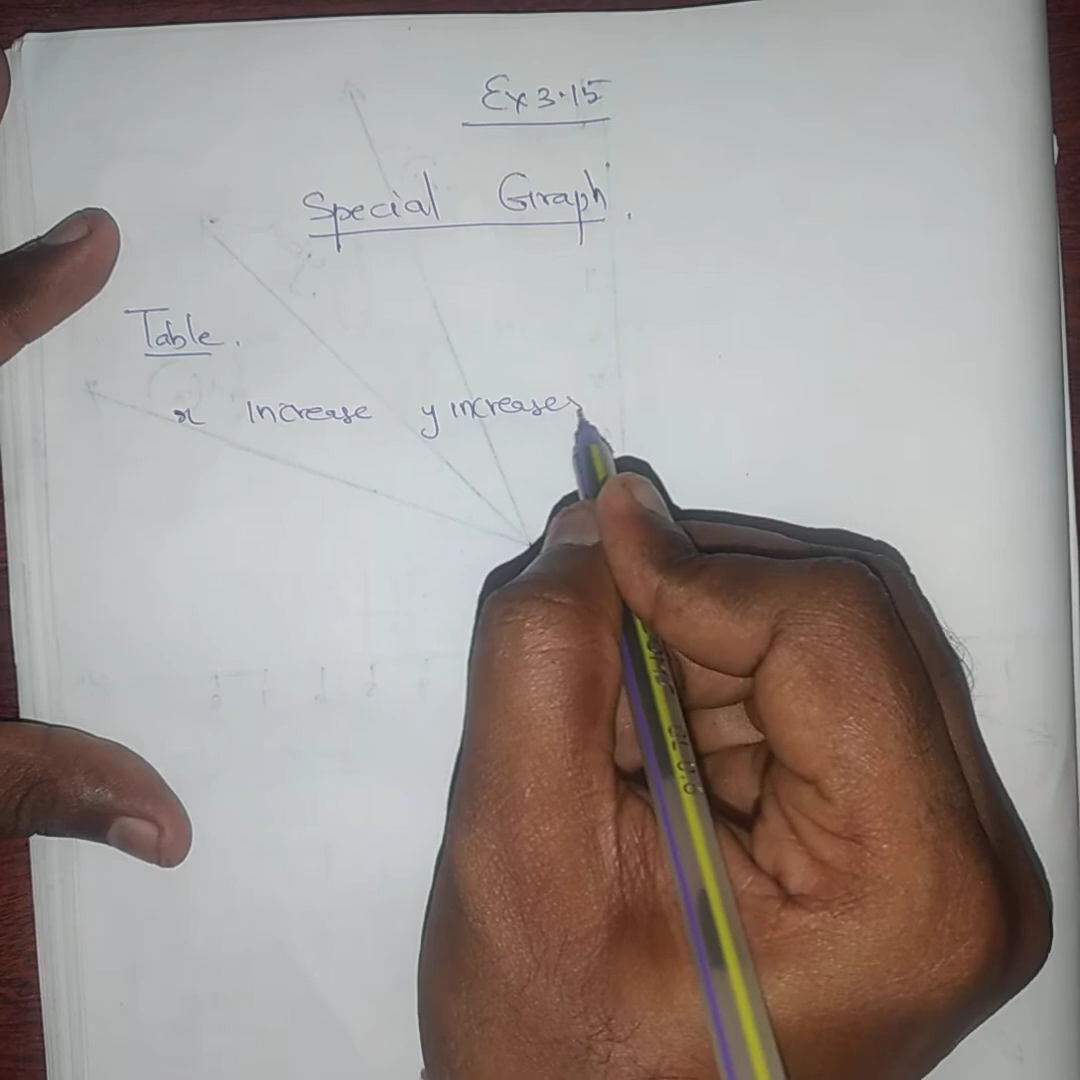 Ex 3.15
Special Graph.
Table.
x increase y increases